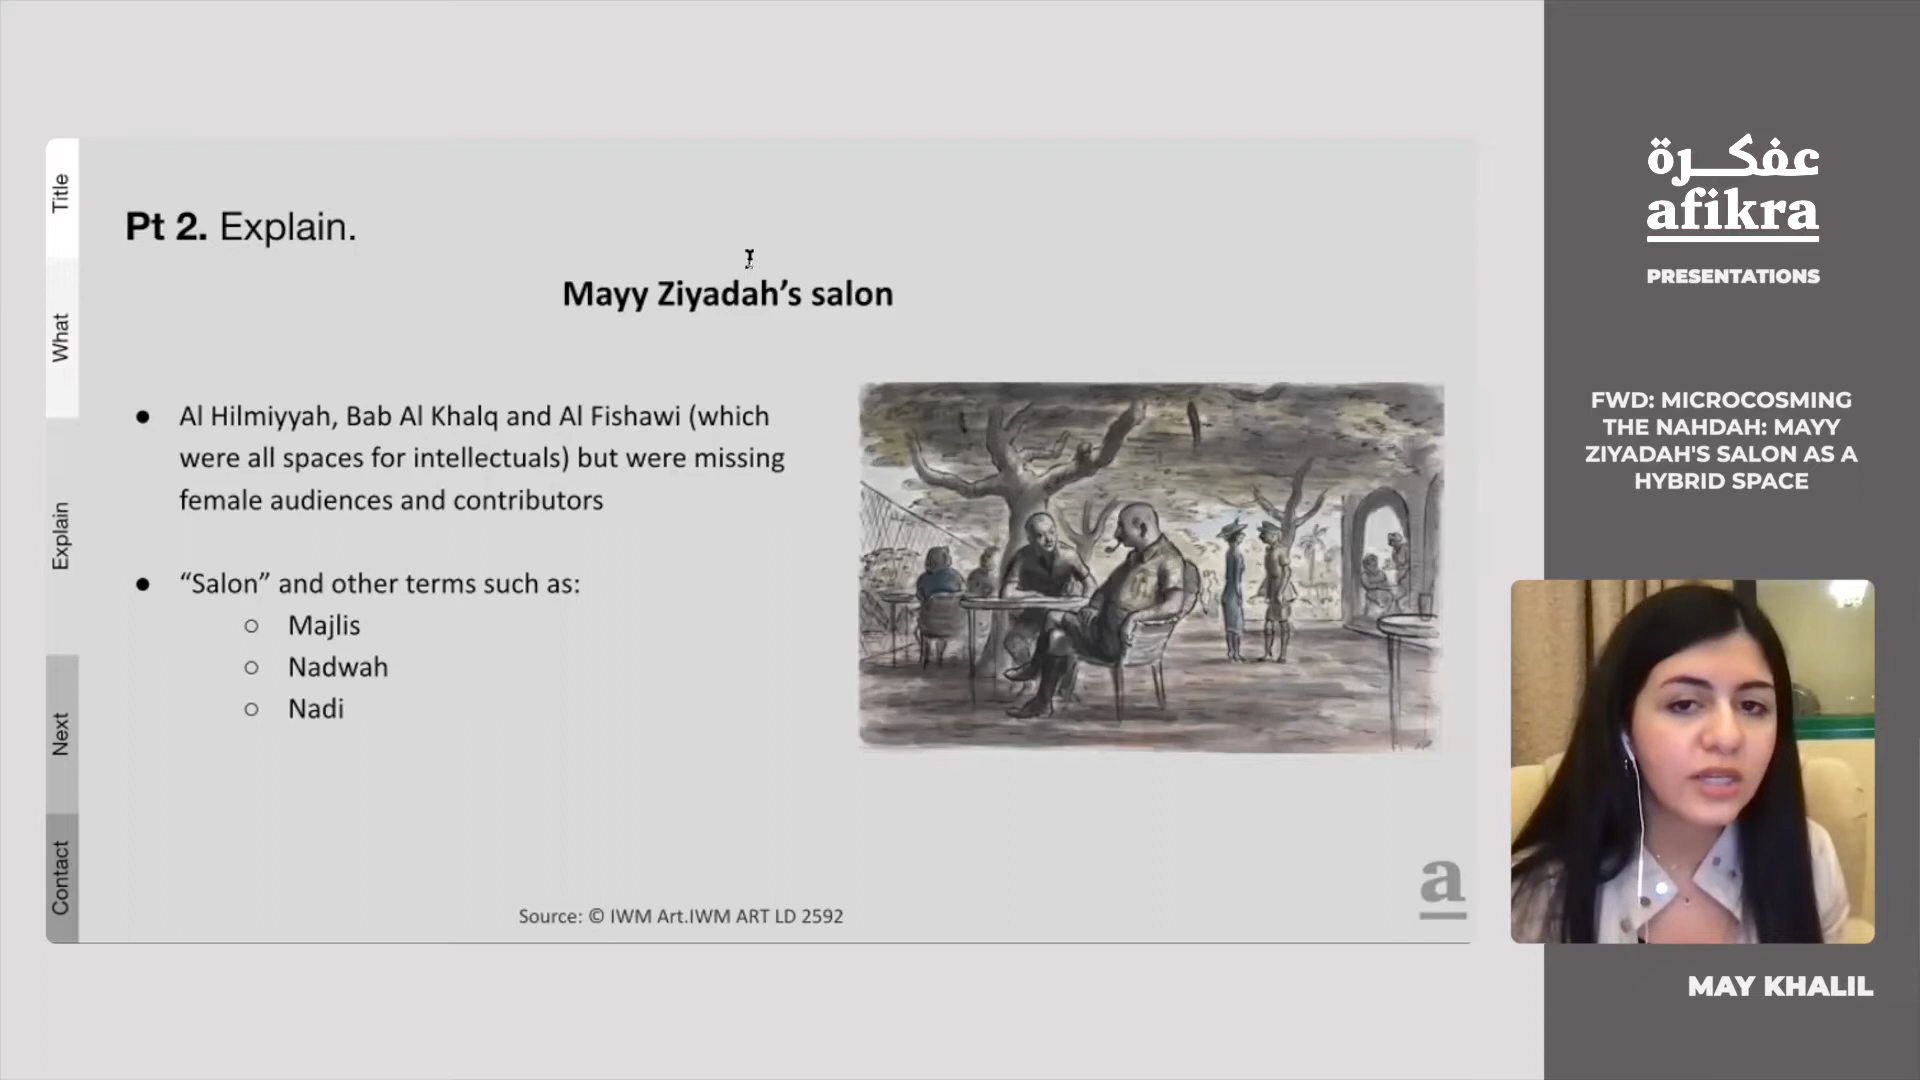 Title
What
Explain
Next
Contact
Pt 2. Explain.
Mayy Ziyadah’s salon
● Al Hilmiyyah, Bab Al Khalq and Al Fishawi (which
were all spaces for intellectuals) but were missing
female audiences and contributors
● “Salon” and other terms such as:
○ Majlis
○ Nadwah
○ Nadi
Source: © IWM Art.IWM ART LD 2592
a
عفكرة
afikra
PRESENTATIONS
FWD: MICROCOSMING
THE NAHDAH: MAYY
ZIYADAH'S SALON AS A
HYBRID SPACE
MAY KHALIL